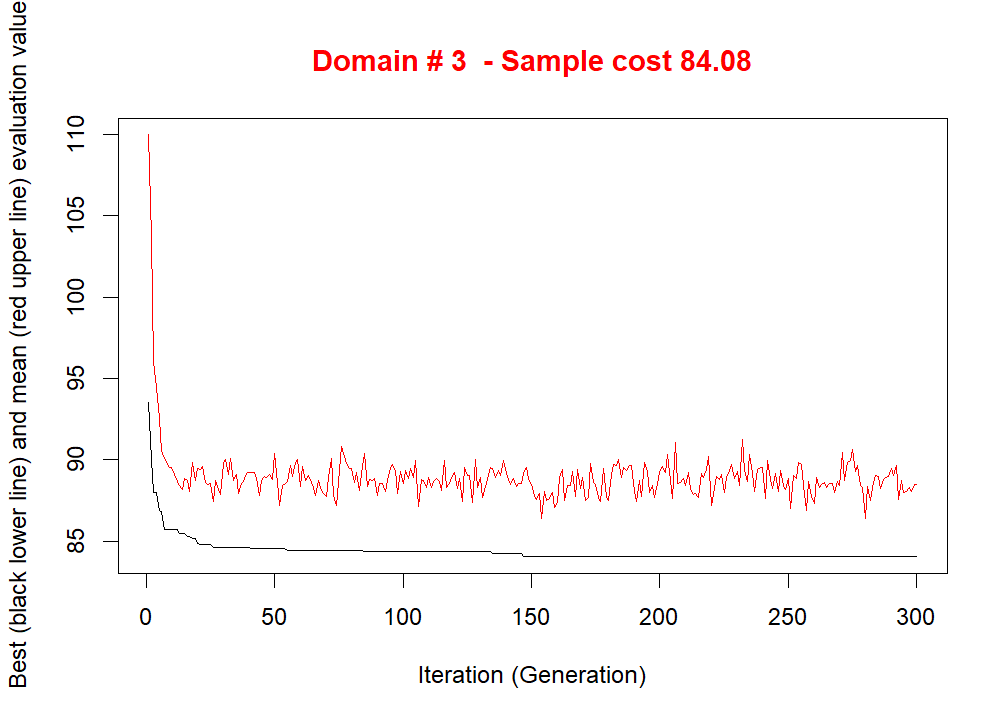 Domain # 3  - Sample cost 84.08
Best (black lower line) and mean (red upper line) evaluation value
110
105
100
95
90
85
0 50 100 150 200 250 300
Iteration (Generation)